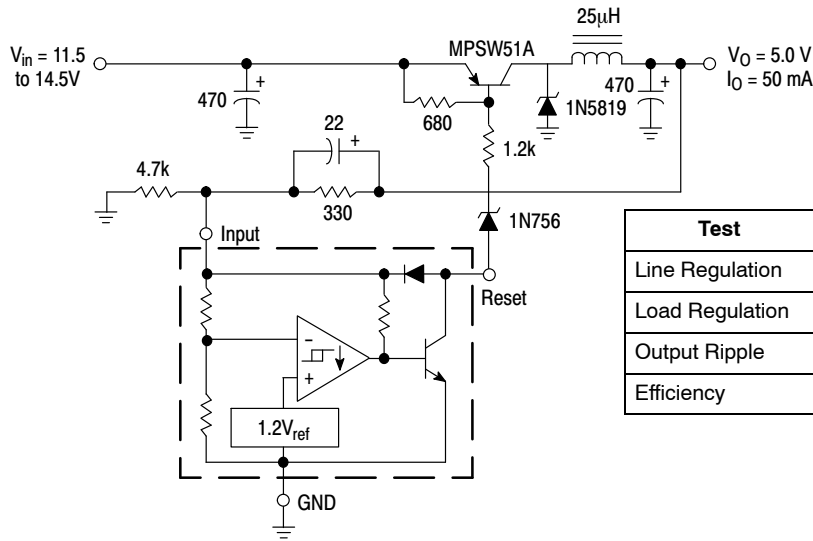 25μH
MPSW51A
Vin = 11.5
to 14.5V
VO = 5.0 V
IO = 50 mA
470
+
680
1N5819
470
+
22
+
1.2k
4.7k
330
1N756
Input
Reset
–
+
1.2Vref
GND
Test
Line Regulation
Load Regulation
Output Ripple
Efficiency